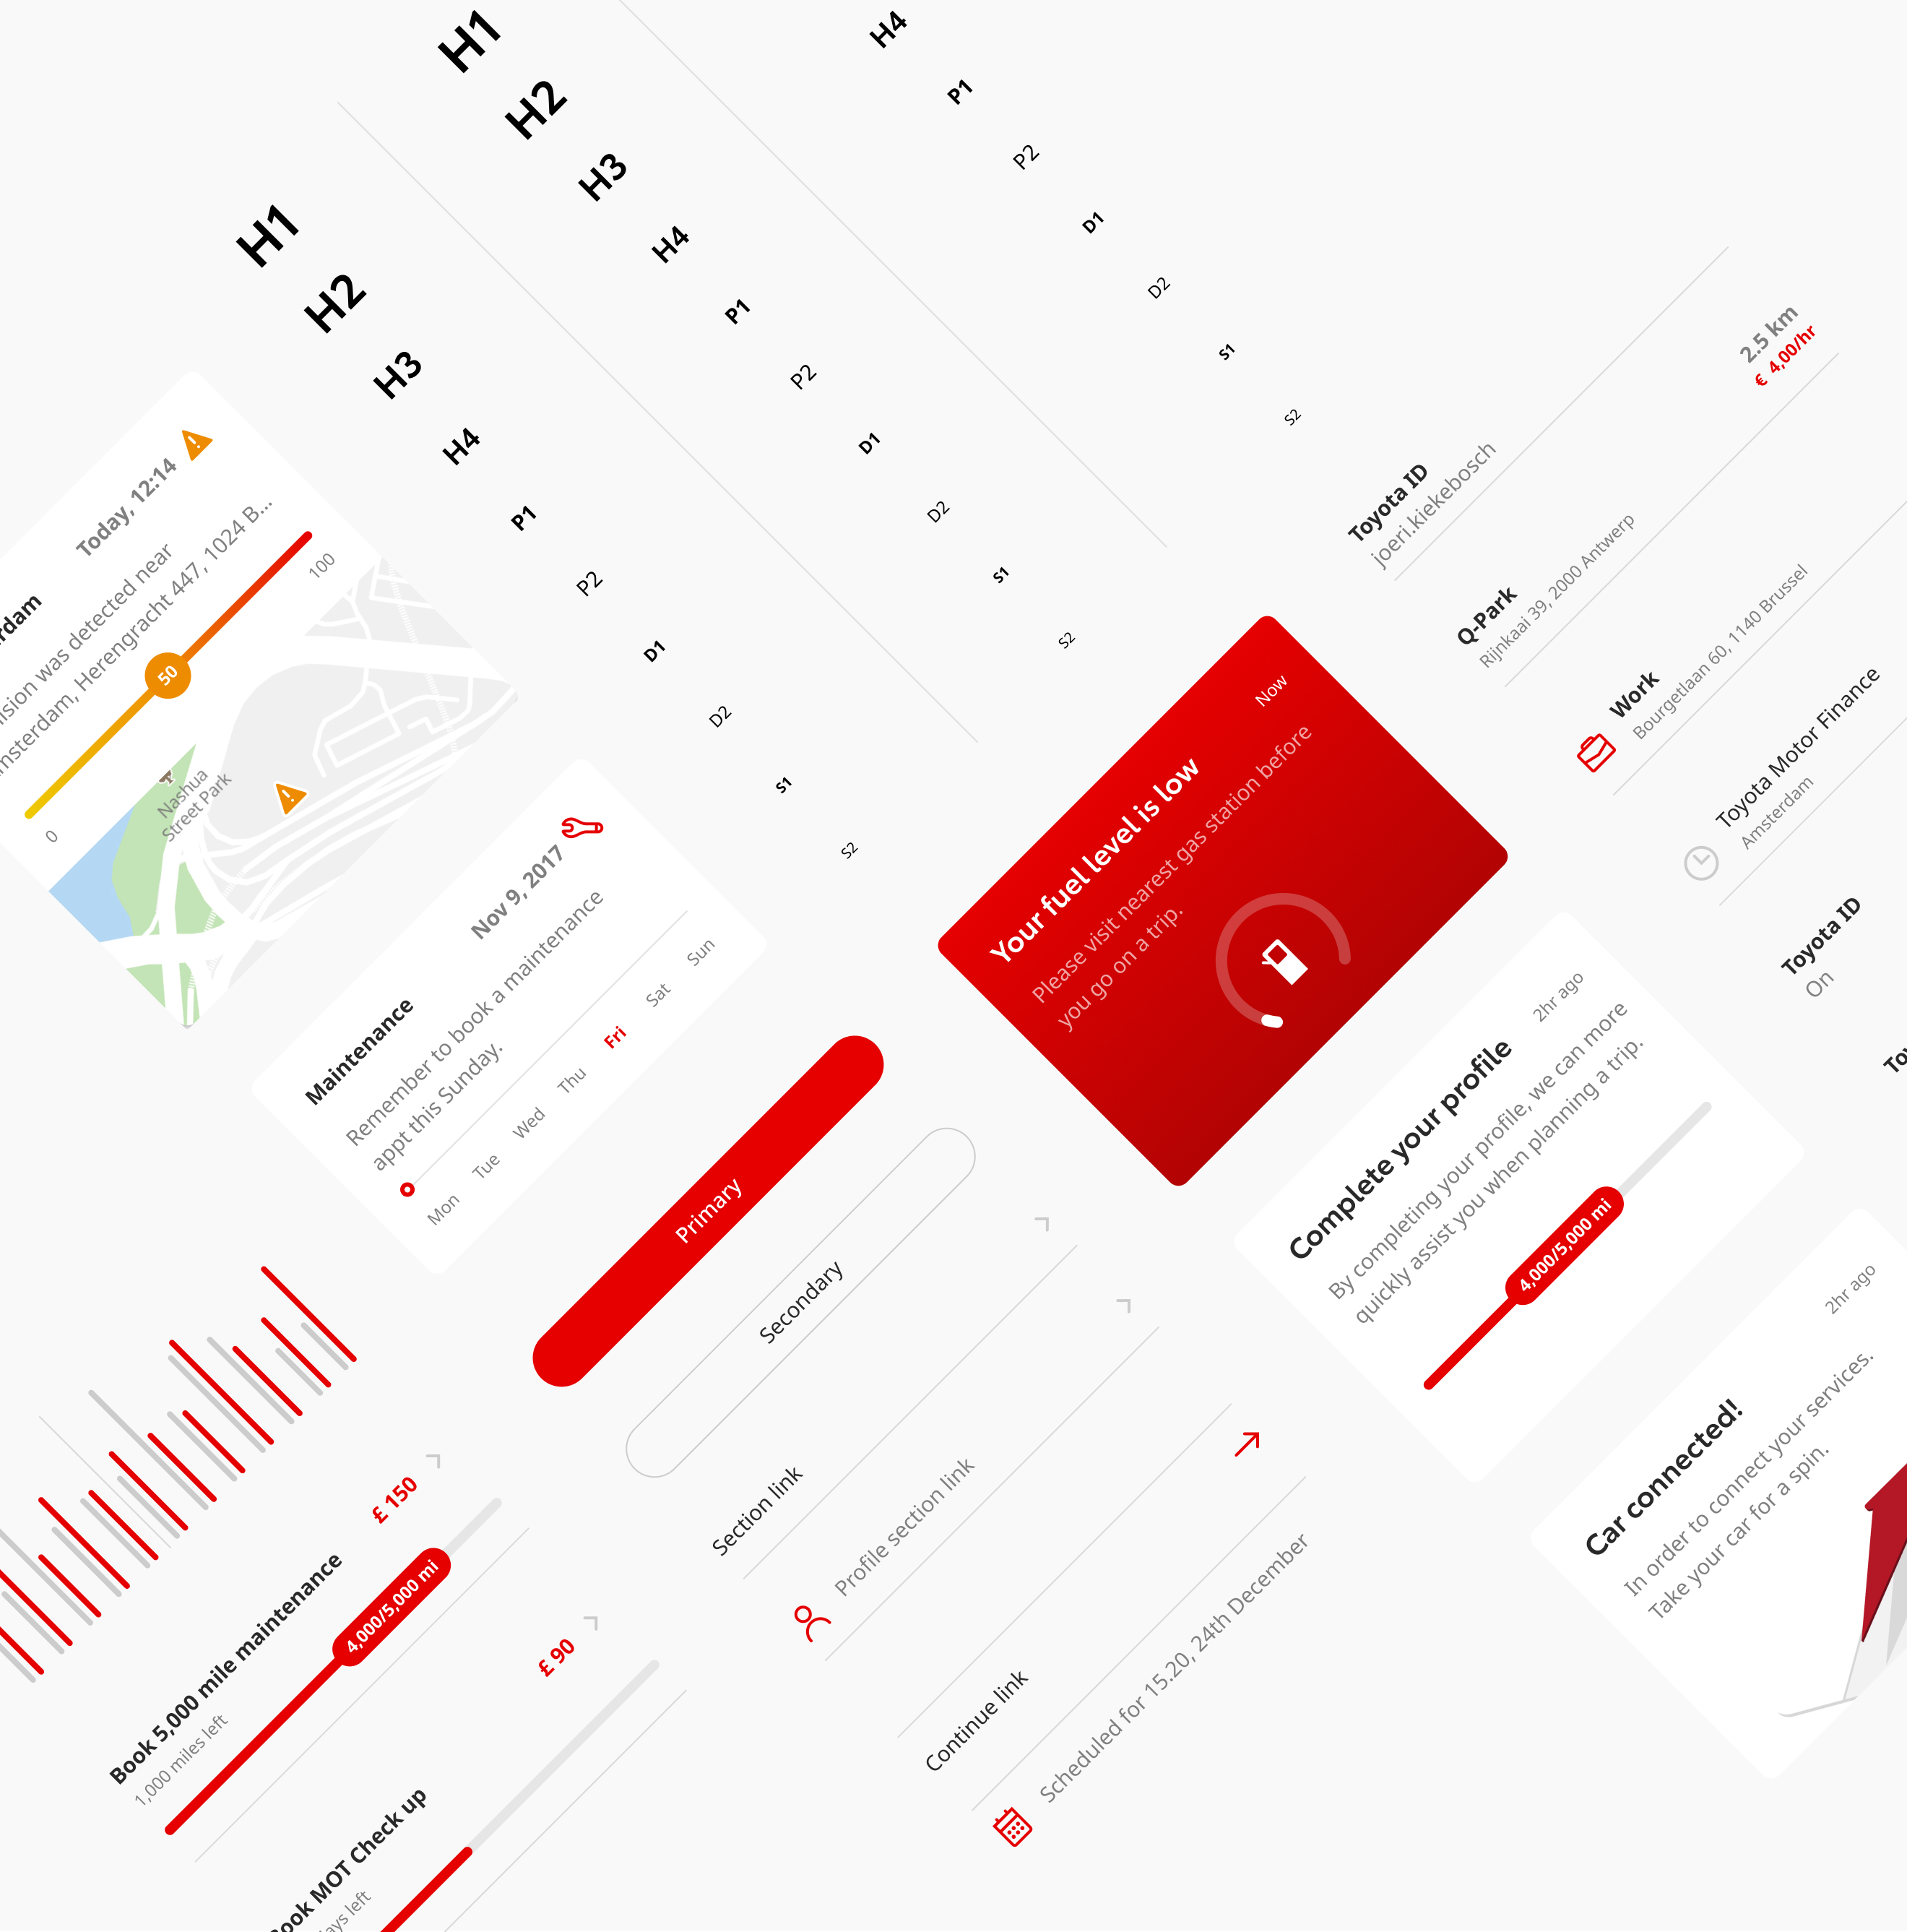 H1
H2
H3
H4
P1
P2
D1
D2
S1
S2
H1
H2
H3
H4
P1
P2
D1
D2
S1
S2
H4
P1
P2
D1
D2
S1
S2
Today, 12:14
was detected near
Herengracht 447, 1024 B...
50
0
100
Nashua
Street Park
Nov 9, 2017
Maintenance
Remember to book a maintenance
appt this Sunday.
Mon
Tue
Wed
Thu
Fri
Sat
Sun
Now
Your fuel level is low
Please visit nearest gas station before
you go on a trip.
Primary
Secondary
Section link
Profile section link
Continue link
Scheduled for 15.20, 24th December
£ 150
Book 5,000 mile maintenance
1,000 miles left
4,000/5,000 mi
£ 90
MOT Check up
left
2hr ago
Complete your profile
By completing your profile, we can more
quickly assist you when planning a trip.
4,000/5,000 mi
2hr ago
Car connected!
In order to connect your services.
Take your car for a spin.
Toyota ID
joeri.kiekebosch
2.5 km
€ 4,00/hr
Q-Park
Rijnkaai 39, 2000 Antwerp
Work
Bourgetlaan 60, 1140 Brussel
Toyota Motor Finance
Amsterdam
Toyota ID
On